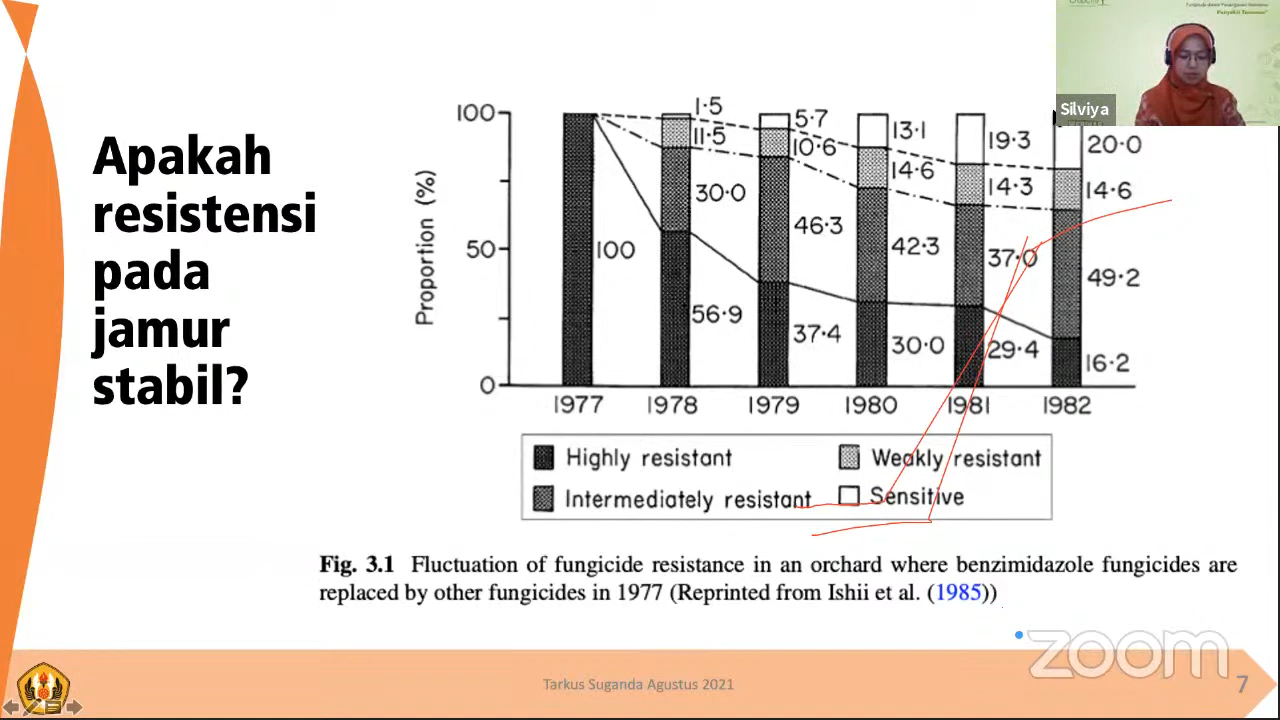 Penyakit Tanaman"
Silviya
Apakah
resistensi
pada
jamur
stabil?
Proportion (%)
100
50
0
100
1.5
11.5
30.0
56.9
5.7
10.6
46.3
37.4
13.1
14.6
42.3
30.0
19.3
14.3
37.0
29.4
20.0
14.6
49.2
16.2
1977 1978 1979 1980 1981 1982
Highly resistant Weakly resistant
Intermediately resistant Sensitive
Fig. 3.1 Fluctuation of fungicide resistance in an orchard where benzimidazole fungicides are
replaced by other fungicides in 1977 (Reprinted from Ishii et al. (1985))
zoom
Tarkus Suganda Agustus 2021
7